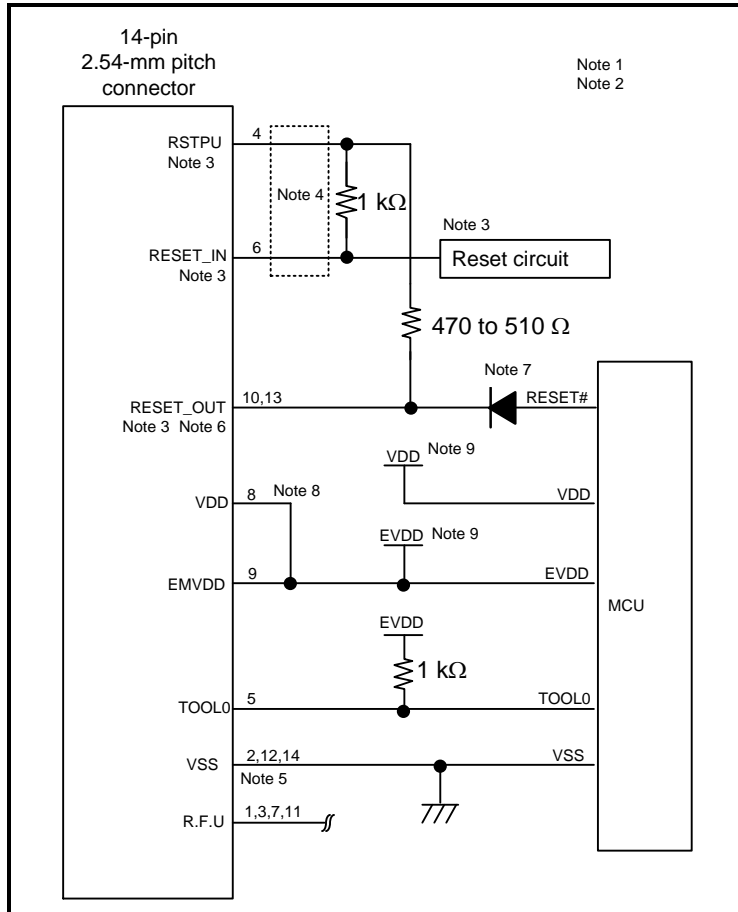 14-pin
2.54-mm pitch
connector
Note 1
Note 2
RSTPU
Note 3
4
Note 4
1 kΩ
RESET_IN
Note 3
6
Note 3
Reset circuit
470 to 510 Ω
Note 7
RESET_OUT
Note 3 Note 6
10,13
RESET#
VDD
Note 9
VDD
8
Note 8
VDD
EVDD
Note 9
EMVDD
9
EVDD
MCU
EVDD
1 kΩ
TOOL0
5
TOOL0
VSS
2,12,14
Note 5
VSS
R.F.U
1,3,7,11